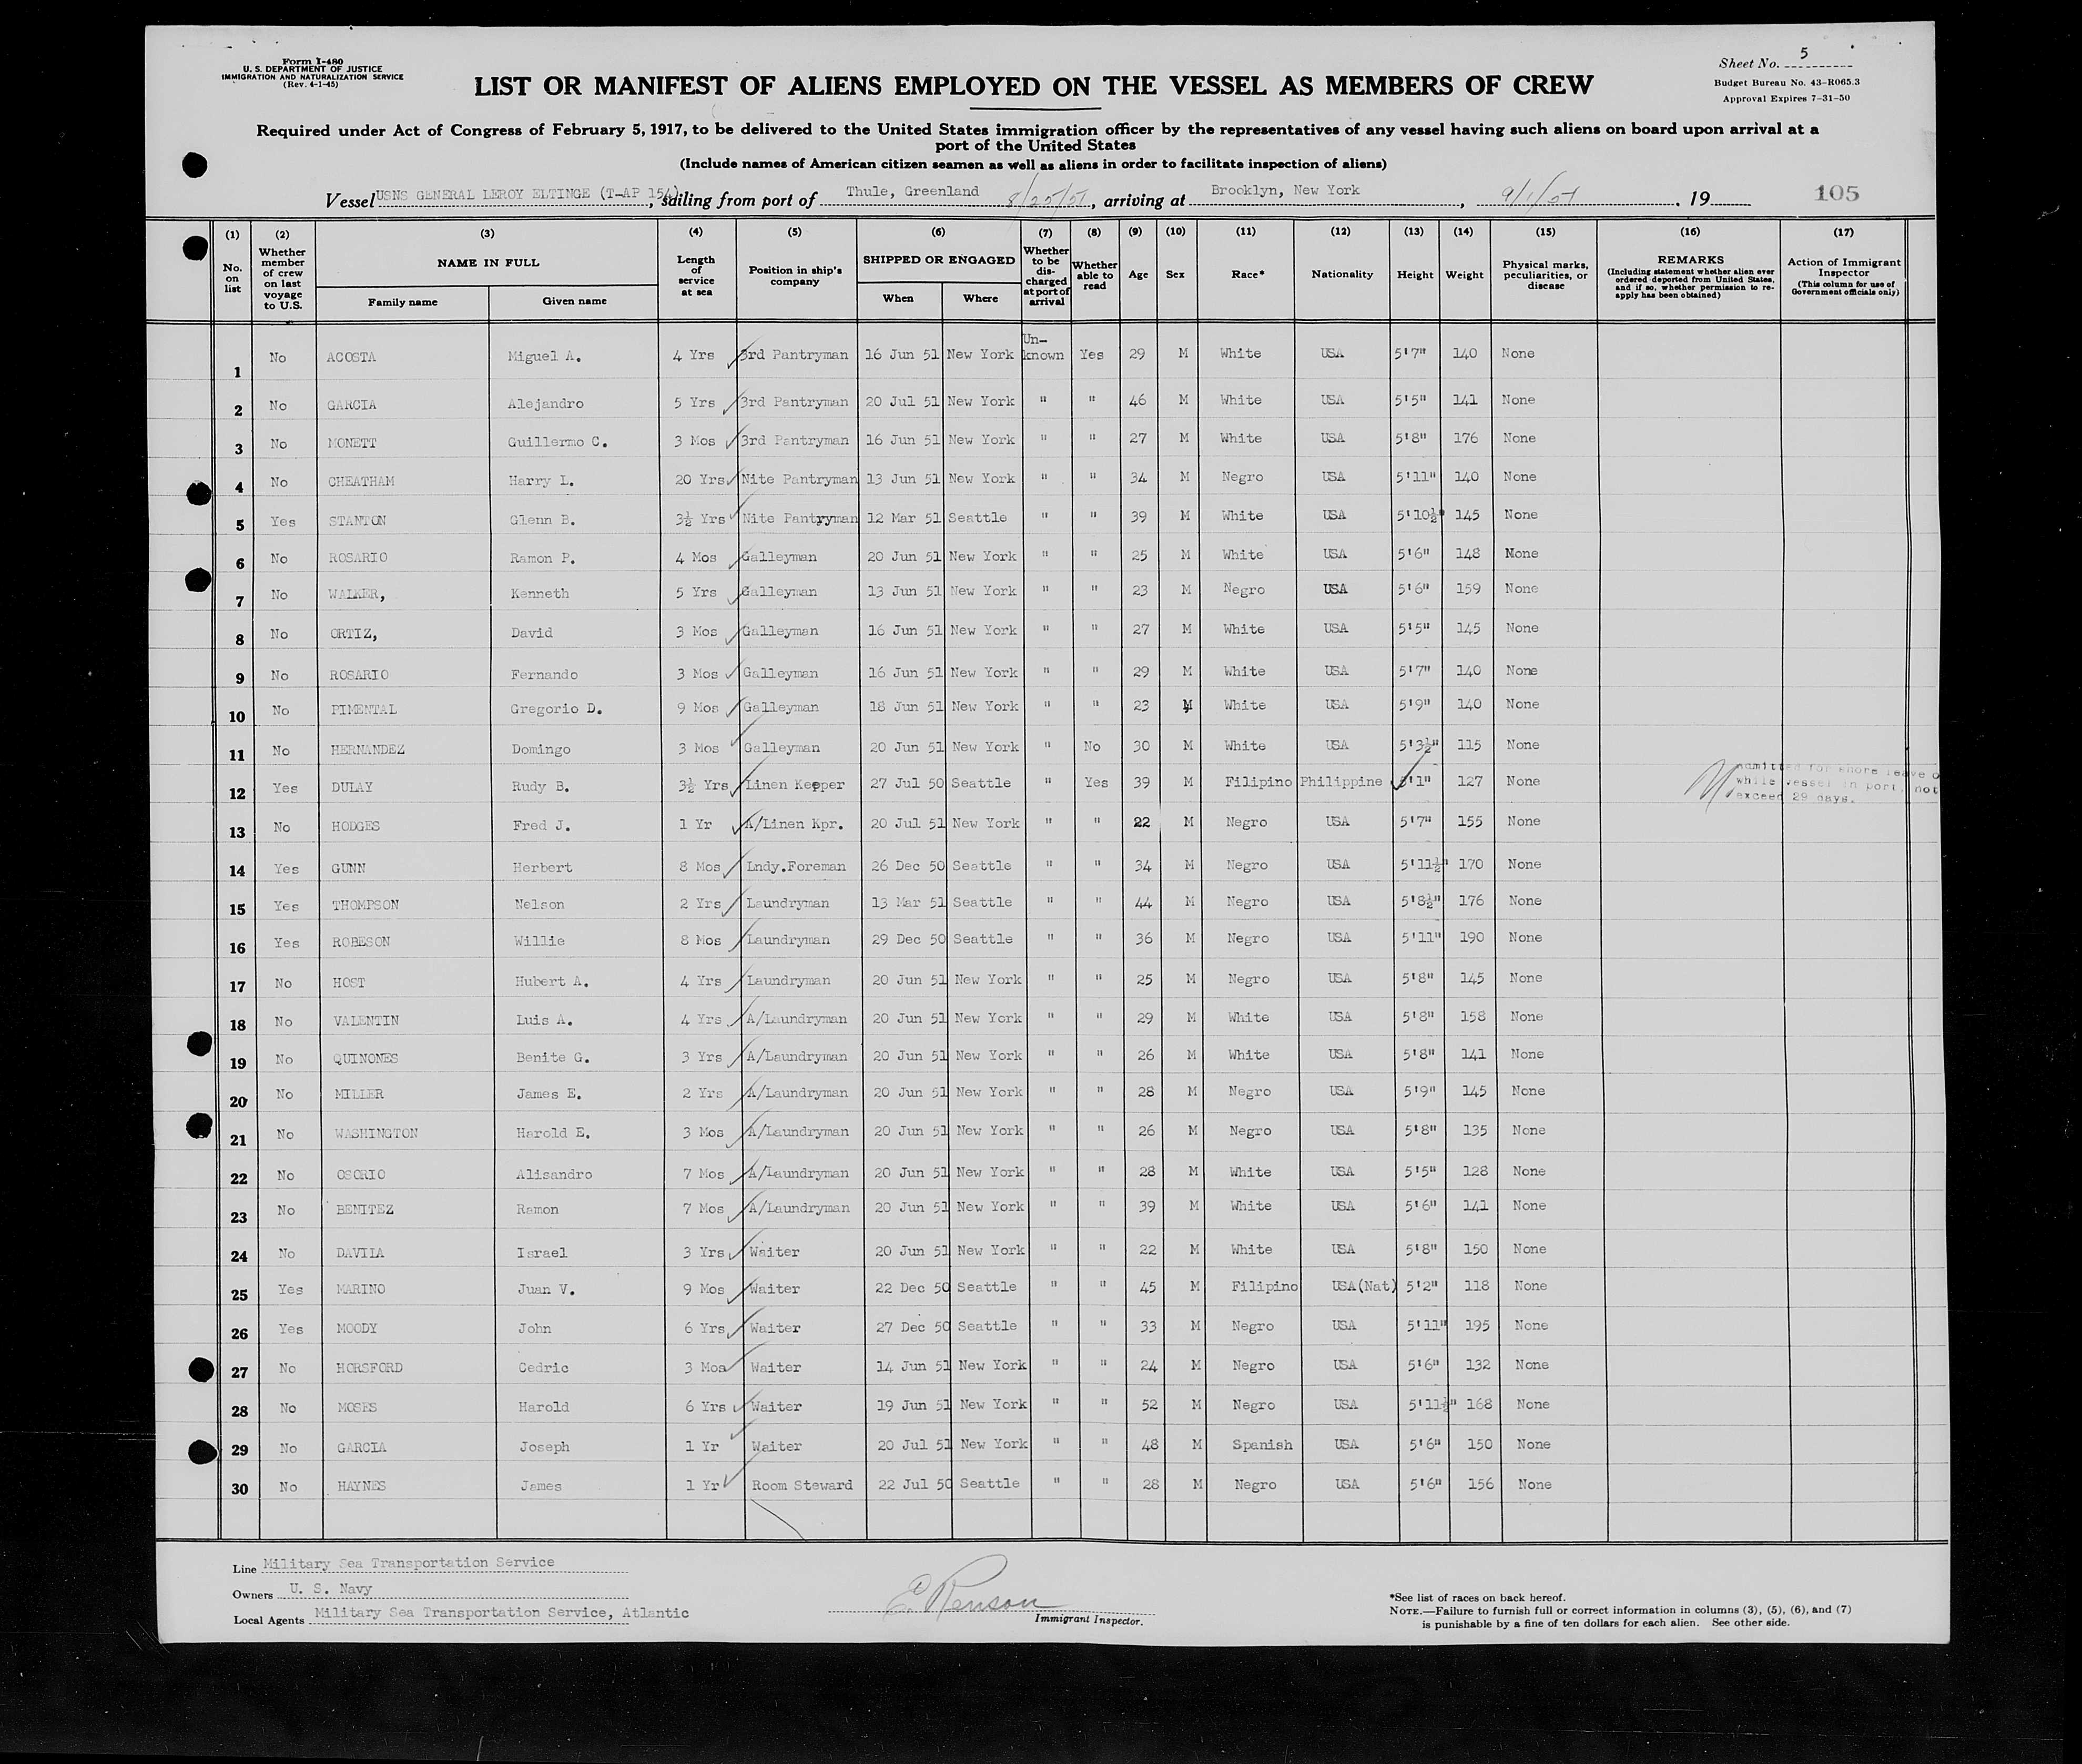 Form I-480
U. S. DEPARTMENT OF JUSTICE
IMMIGRATION AND NATURALIZATION SERVICE
(Rev. 4-1-45)
Sheet No. 5
Budget Bureau No. 43-R065.3
Approval Expires 7-31-50
LIST OR MANIFEST OF ALIENS EMPLOYED ON THE VESSEL AS MEMBERS OF CREW
Required under Act of Congress of February 5, 1917, to be delivered to the United States immigration officer by the representatives of any vessel having such aliens on board upon arrival at a
port of the United States
(Include names of American citizen seamen as well as aliens in order to facilitate inspection of aliens)
Vessel USNS GENERAL LEROY ELTINGE (T-AP 154), sailing from port of Thule, Greenland 8/25/51, arriving at Brooklyn, New York, 9/1/51, 19 105
(1) (2) (3) (4) (5) (6) (7) (8) (9) (10) (11) (12) (13) (14) (15) (16) (17)
No. on list
Whether member of crew on last voyage to U.S.
NAME IN FULL
Family name
Given name
Length of service at sea
Position in ship's company
SHIPPED OR ENGAGED
When
Where
Whether to be discharged at port of arrival
Whether able to read
Age
Sex
Race*
Nationality
Height
Weight
Physical marks, peculiarities, or disease
REMARKS
(Including statement whether alien ever ordered deported from United States, and if so, whether permission to reapply has been obtained)
Action of Immigrant Inspector
(This column for use of Government officials only)
1 No ACOSTA Miguel A. 4 Yrs 3rd Pantryman 16 Jun 51 New York Un-known Yes 29 M White USA 5'7" 140 None
2 No GARCIA Alejandro 5 Yrs 3rd Pantryman 20 Jul 51 New York " " 46 M White USA 5'5" 141 None
3 No MONETT Guillermo C. 3 Mos 3rd Pantryman 16 Jun 51 New York " " 27 M White USA 5'8" 176 None
4 No CHEATHAM Harry L. 20 Yrs Nite Pantryman 13 Jun 51 New York " " 34 M Negro USA 5'11" 140 None
5 Yes STANTON Glenn B. 3½ Yrs Nite Pantryman 12 Mar 51 Seattle " " 39 M White USA 5'10½" 145 None
6 No ROSARIO Ramon P. 4 Mos Galleyman 20 Jun 51 New York " " 25 M White USA 5'6" 148 None
7 No WALKER, Kenneth 5 Yrs Galleyman 13 Jun 51 New York " " 23 M Negro USA 5'6" 159 None
8 No ORTIZ, David 3 Mos Galleyman 16 Jun 51 New York " " 27 M White USA 5'5" 145 None
9 No ROSARIO Fernando 3 Mos Galleyman 16 Jun 51 New York " " 29 M White USA 5'7" 140 None
10 No PIMENTAL Gregorio D. 9 Mos Galleyman 18 Jun 51 New York " " 23 M White USA 5'9" 140 None
11 No HERNANDEZ Domingo 3 Mos Galleyman 20 Jun 51 New York " No 30 M White USA 5'3½" 115 None
12 Yes DULAY Rudy B. 3½ Yrs Linen Keeper 27 Jul 50 Seattle " Yes 39 M Filipino Philippine 5'1" 127 None
admitted for shore leave
while vessel in port, not
exceed 29 days.
13 No HODGES Fred J. 1 Yr A/Linen Kpr. 20 Jul 51 New York " " 22 M Negro USA 5'7" 155 None
14 Yes GUNN Herbert 8 Mos Lndy.Foreman 26 Dec 50 Seattle " " 34 M Negro USA 5'11½" 170 None
15 Yes THOMPSON Nelson 2 Yrs Laundryman 13 Mar 51 Seattle " " 44 M Negro USA 5'8½" 176 None
16 Yes ROBESON Willie 8 Mos Laundryman 29 Dec 50 Seattle " " 36 M Negro USA 5'11" 190 None
17 No HOST Hubert A. 4 Yrs Laundryman 20 Jun 51 New York " " 25 M Negro USA 5'8" 145 None
18 No VALENTIN Luis A. 4 Yrs A/Laundryman 20 Jun 51 New York " " 29 M White USA 5'8" 158 None
19 No QUINONES Benite G. 3 Yrs A/Laundryman 20 Jun 51 New York " " 26 M White USA 5'8" 141 None
20 No MILLER James E. 2 Yrs A/Laundryman 20 Jun 51 New York " " 28 M Negro USA 5'9" 145 None
21 No WASHINGTON Harold E. 3 Mos A/Laundryman 20 Jun 51 New York " " 26 M Negro USA 5'8" 135 None
22 No OSORIO Alisandro 7 Mos A/Laundryman 20 Jun 51 New York " " 28 M White USA 5'5" 128 None
23 No BENITEZ Ramon 7 Mos A/Laundryman 20 Jun 51 New York " " 39 M White USA 5'6" 141 None
24 No DAVILA Israel 3 Yrs Waiter 20 Jun 51 New York " " 22 M White USA 5'8" 150 None
25 Yes MARINO Juan V. 9 Mos Waiter 22 Dec 50 Seattle " " 45 M Filipino USA(Nat) 5'2" 118 None
26 Yes MOODY John 6 Yrs Waiter 27 Dec 50 Seattle " " 33 M Negro USA 5'11" 195 None
27 No HORSFORD Cedric 3 Mos Waiter 14 Jun 51 New York " " 24 M Negro USA 5'6" 132 None
28 No MOSES Harold 6 Yrs Waiter 19 Jun 51 New York " " 52 M Negro USA 5'11½" 168 None
29 No GARCIA Joseph 1 Yr Waiter 20 Jul 51 New York " " 48 M Spanish USA 5'6" 150 None
30 No HAYNES James 1 Yr Room Steward 22 Jul 50 Seattle " " 28 M Negro USA 5'6" 156 None
Line Military Sea Transportation Service
Owners U. S. Navy
Local Agents Military Sea Transportation Service, Atlantic
E. Renson
Immigrant Inspector.
*See list of races on back hereof.
NOTE.—Failure to furnish full or correct information in columns (3), (5), (6), and (7)
is punishable by a fine of ten dollars for each alien. See other side.